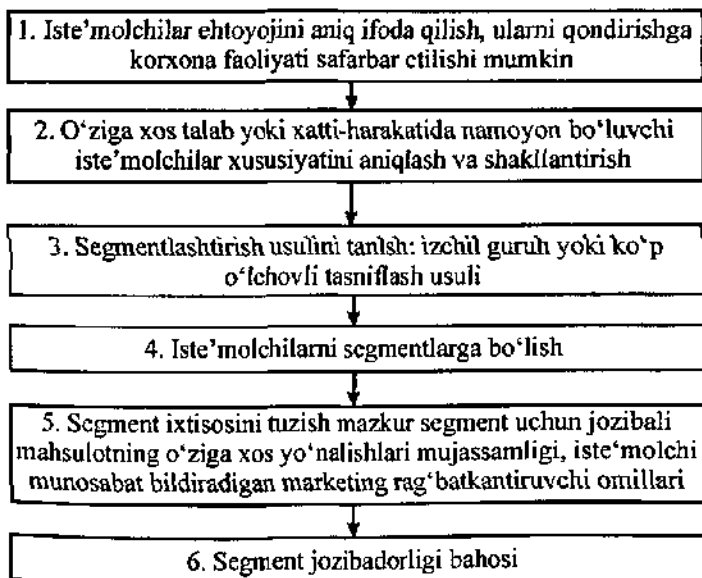 1. Iste'molchilar ehtoyojini aniq ifoda qilish, ularni qondirishga
korxona faoliyati safarbar ctilishi mumkin
2. O‘ziga xos talab yoki xatti-harakatida namoyon bo‘luvchi
iste'molchilar xususiyatini aniqlash va shakllantirish
3. Segmentlashtirish usulini tanlsh: izchil guruh yoki ko‘p
o‘lchovli tasniflash usuli
4. Iste'molchilarni segmentlarga bo‘lish
5. Segment ixtisosini tuzish mazkur segment uchun jozibali
mahsulotning o‘ziga xos yo‘nalishlari mujassamligi, iste‘molchi
munosabat bildiradigan marketing rag‘batkantiruvchi omillari
6. Segment jozibadorligi bahosi